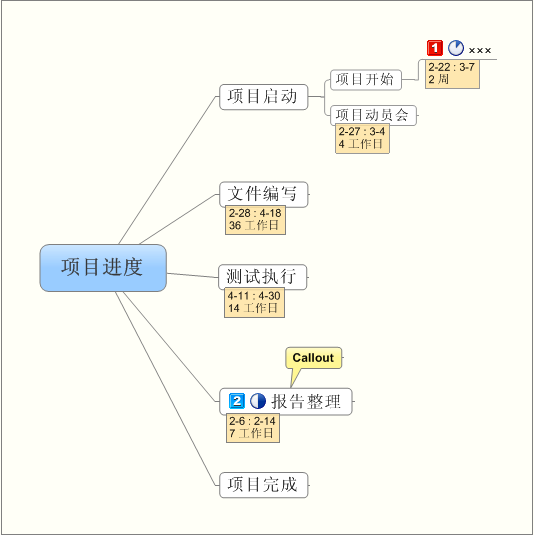 1 ×××
2-22 : 3-7
2 周
项目开始
项目启动
项目动员会
2-27 : 3-4
4 工作日
文件编写
2-28 : 4-18
36 工作日
项目进度
测试执行
4-11 : 4-30
14 工作日
Callout
2 报告整理
2-6 : 2-14
7 工作日
项目完成